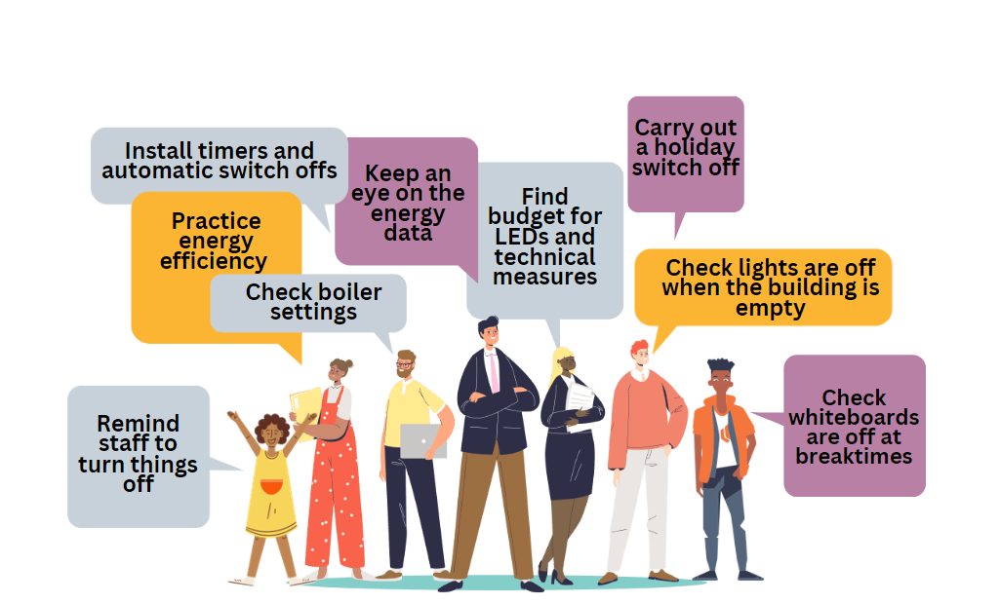 Install timers and
automatic switch offs
Practice
energy
efficiency
Check boiler
settings
Keep an
eye on the
energy
data
Find
budget for
LEDs and
technical
measures
Carry out
a holiday
switch off
Check lights are off
when the building is
empty
Remind
staff to
turn things
off
Check
whiteboards
are off at
breaktimes